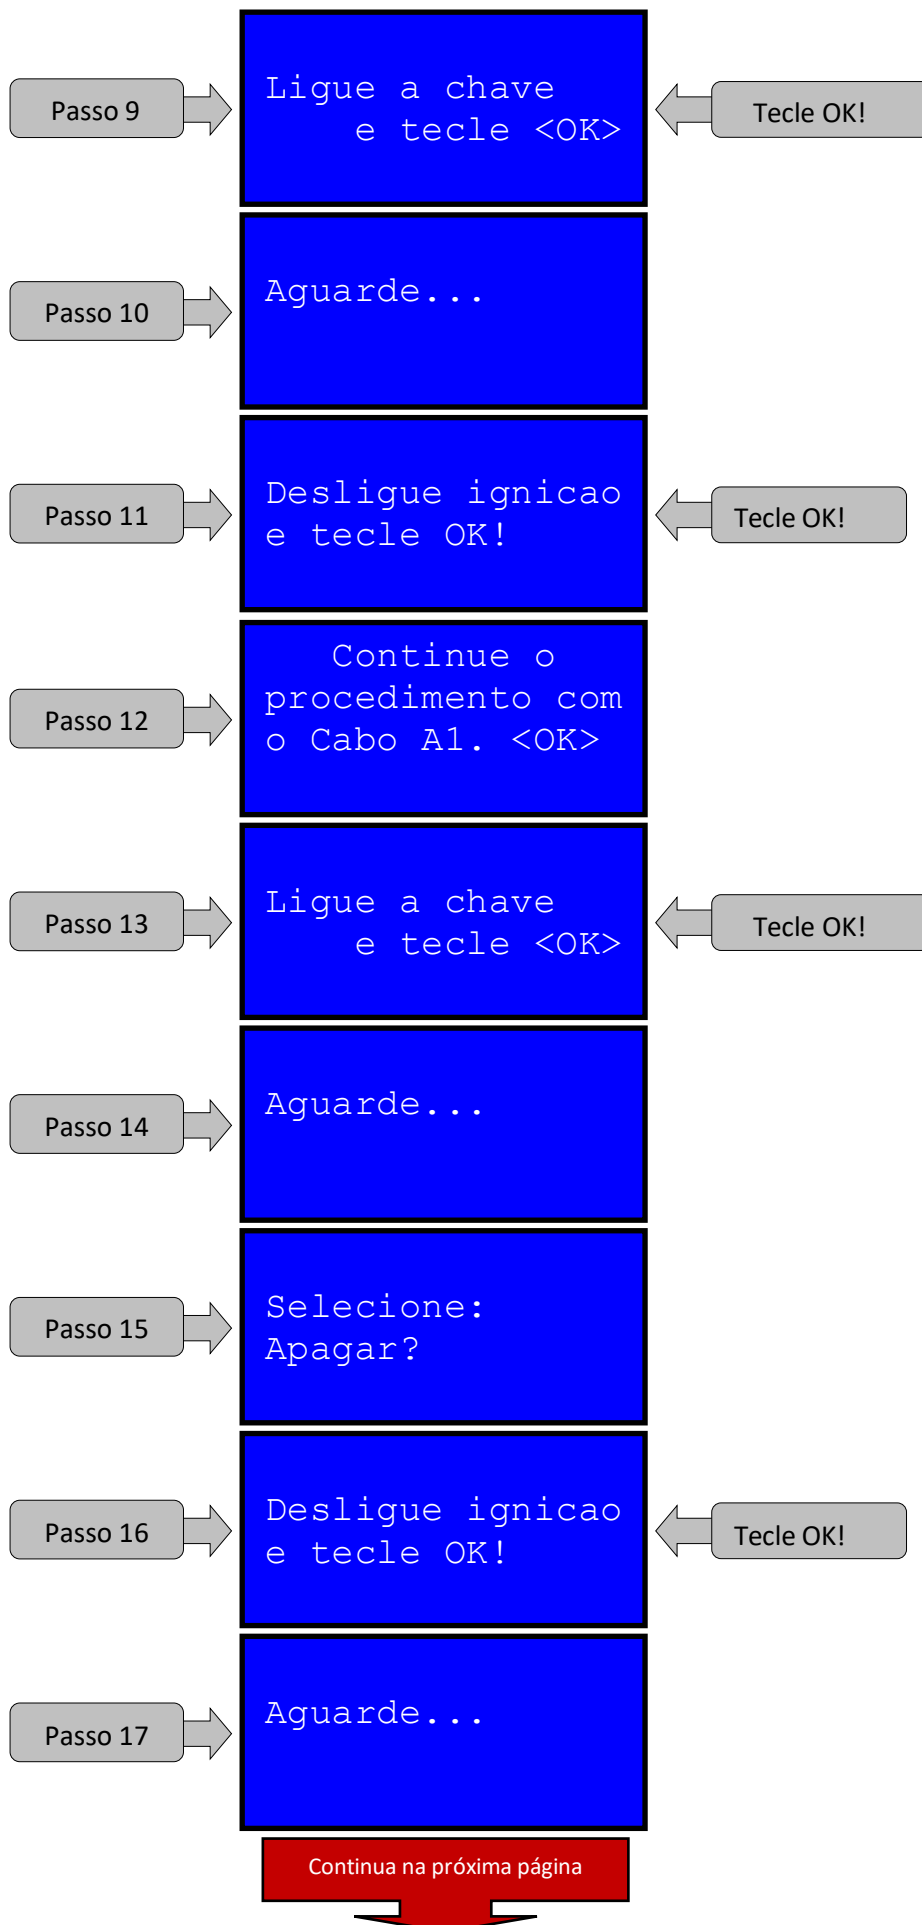 Passo 9
Ligue a chave
e tecle <OK>
Tecle OK!
Passo 10
Aguarde...
Passo 11
Desligue ignicao
e tecle OK!
Tecle OK!
Passo 12
Continue o
procedimento com
o Cabo A1. <OK>
Passo 13
Ligue a chave
e tecle <OK>
Tecle OK!
Passo 14
Aguarde...
Passo 15
Selecione:
Apagar?
Passo 16
Desligue ignicao
e tecle OK!
Tecle OK!
Passo 17
Aguarde...
Continua na próxima página